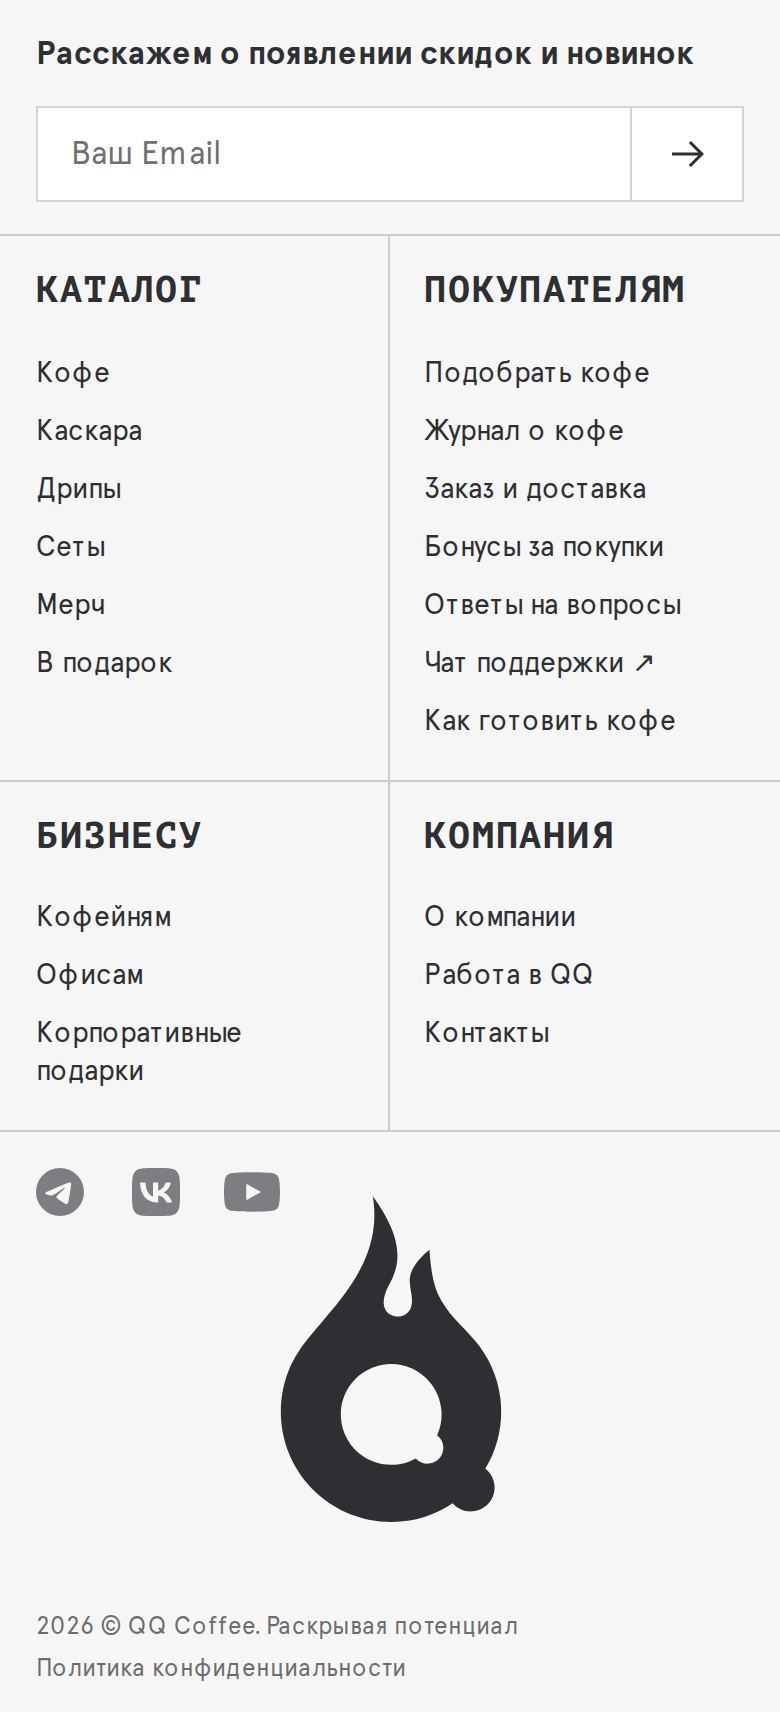 Расскажем о появлении скидок и новинок
Ваш Email
КАТАЛОГ
Кофе
Каскара
Дрипы
Сеты
Мерч
В подарок
ПОКУПАТЕЛЯМ
Подобрать кофе
Журнал о кофе
Заказ и доставка
Бонусы за покупки
Ответы на вопросы
Чат поддержки ↗
Как готовить кофе
БИЗНЕСУ
Кофейням
Офисам
Корпоративные
подарки
КОМПАНИЯ
О компании
Работа в QQ
Контакты
2026 © QQ Coffee. Раскрывая потенциал
Политика конфиденциальности